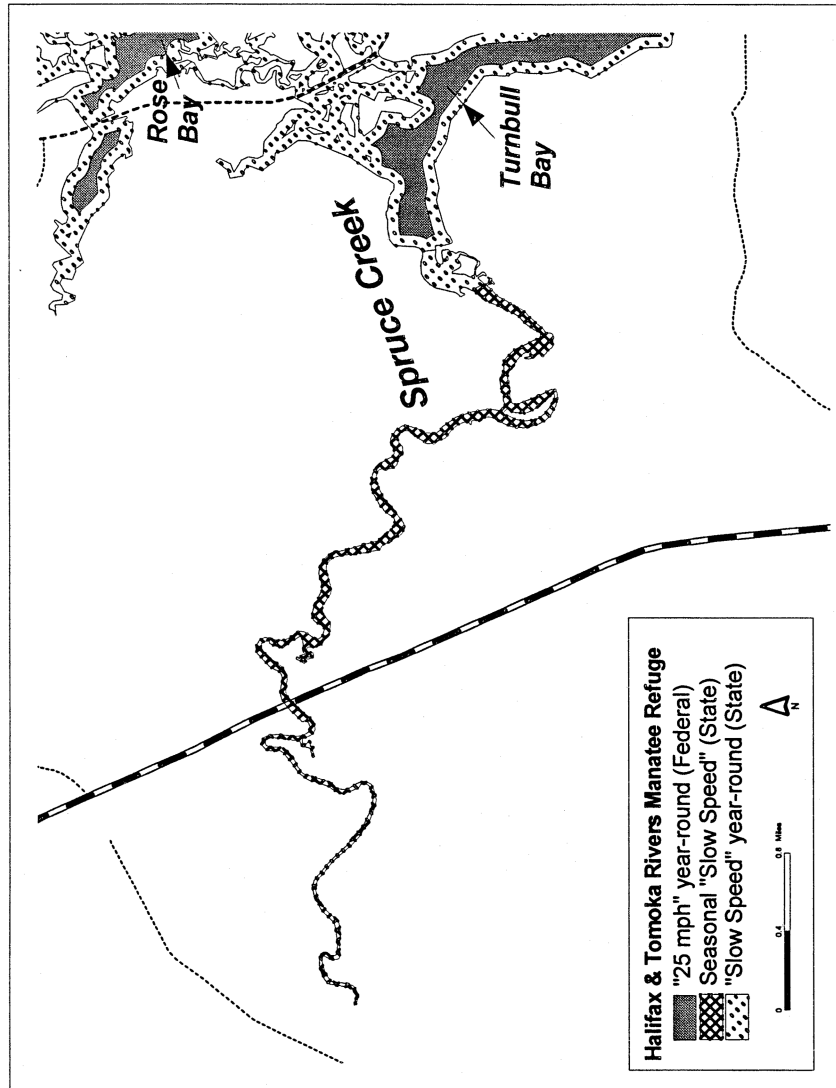 Rose
Bay
Turnbull
Bay
Spruce Creek
Halifax & Tomoka Rivers Manatee Refuge
"25 mph" year-round (Federal)
Seasonal "Slow Speed" (State)
"Slow Speed" year-round (State)
0 0.4 0.8 Miles
N